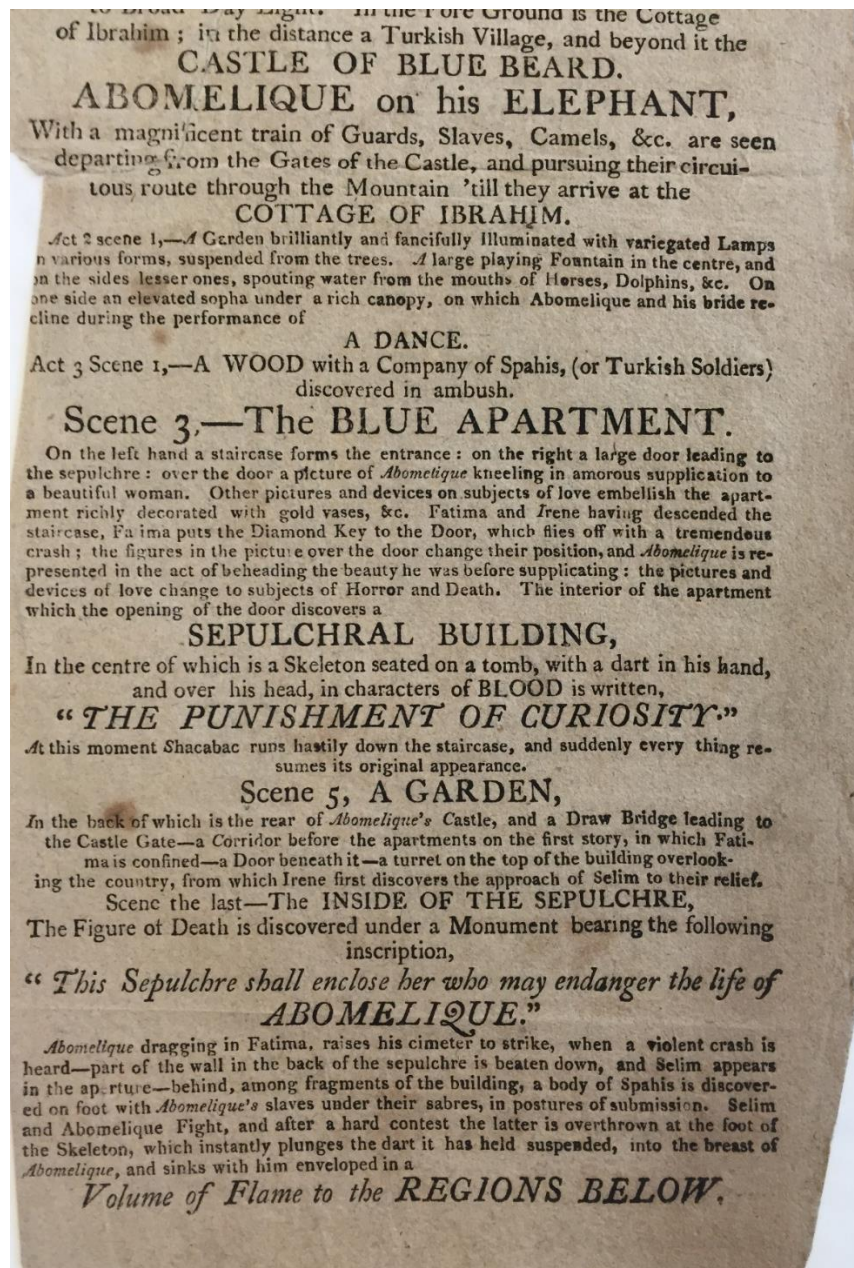 to Broad Day Light. In the Fore Ground is the Cottage
of Ibrahim ; in the distance a Turkish Village, and beyond it the
CASTLE OF BLUE BEARD.
ABOMELIQUE on his ELEPHANT,
With a magnificent train of Guards, Slaves, Camels, &c. are seen
departing from the Gates of the Castle, and pursuing their circui-
tous route through the Mountain 'till they arrive at the
COTTAGE OF IBRAHIM.
Act 2 scene 1,—A Garden brilliantly and fancifully Illuminated with variegated Lamps
n various forms, suspended from the trees. A large playing Fountain in the centre, and
on the sides lesser ones, spouting water from the mouths of Horses, Dolphins, &c. On
one side an elevated sopha under a rich canopy, on which Abomelique and his bride re-
cline during the performance of
A DANCE.
Act 3 Scene 1,—A WOOD with a Company of Spahis, (or Turkish Soldiers)
discovered in ambush.
Scene 3,—The BLUE APARTMENT.
On the left hand a staircase forms the entrance : on the right a large door leading to
the sepulchre : over the door a picture of Abomelique kneeling in amorous supplication to
a beautiful woman. Other pictures and devices on subjects of love embellish the apart-
ment richly decorated with gold vases, &c. Fatima and Irene having descended the
staircase, Fa ima puts the Diamond Key to the Door, which flies off with a tremendous
crash ; the figures in the picture over the door change their position, and Abomelique is re-
presented in the act of beheading the beauty he was before supplicating : the pictures and
devices of love change to subjects of Horror and Death. The interior of the apartment
which the opening of the door discovers a
SEPULCHRAL BUILDING,
In the centre of which is a Skeleton seated on a tomb, with a dart in his hand,
and over his head, in characters of BLOOD is written,
“ THE PUNISHMENT OF CURIOSITY.”
At this moment Shacabac runs hastily down the staircase, and suddenly every thing re-
sumes its original appearance.
Scene 5, A GARDEN,
In the back of which is the rear of Abomelique's Castle, and a Draw Bridge leading to
the Castle Gate—a Corridor before the apartments on the first story, in which Fati-
ma is confined—a Door beneath it—a turret on the top of the building overlook-
ing the country, from which Irene first discovers the approach of Selim to their relief.
Scene the last—The INSIDE OF THE SEPULCHRE,
The Figure of Death is discovered under a Monument bearing the following
inscription,
“ This Sepulchre shall enclose her who may endanger the life of
ABOMELIQUE.”
Abomelique dragging in Fatima, raises his cimeter to strike, when a violent crash is
heard—part of the wall in the back of the sepulchre is beaten down, and Selim appears
in the aperture—behind, among fragments of the building, a body of Spahis is discover-
ed on foot with Abomelique's slaves under their sabres, in postures of submission. Selim
and Abomelique Fight, and after a hard contest the latter is overthrown at the foot of
the Skeleton, which instantly plunges the dart it has held suspended, into the breast of
Abomelique, and sinks with him enveloped in a
Volume of Flame to the REGIONS BELOW.